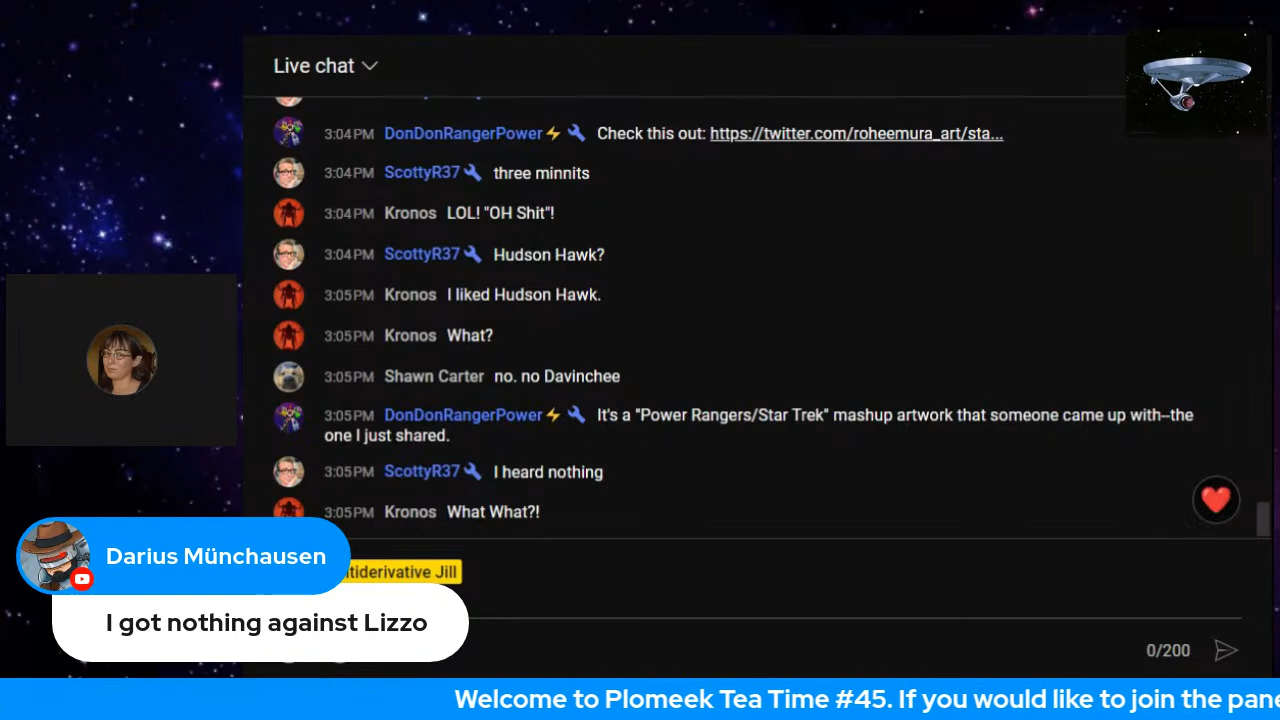 Live chat
3:04 PM DonDonRangerPower⚡ Check this out: https://twitter.com/roheemura_art/sta...
3:04 PM ScottyR37 three minnits
3:04 PM Kronos LOL! "OH Shit"!
3:04 PM ScottyR37 Hudson Hawk?
3:05 PM Kronos I liked Hudson Hawk.
3:05 PM Kronos What?
3:05 PM Shawn Carter no. no Davinchee
3:05 PM DonDonRangerPower⚡ It's a "Power Rangers/Star Trek" mashup artwork that someone came up with--the
one I just shared.
3:05 PM ScottyR37 I heard nothing
3:05 PM Kronos What What?!
Darius Münchausen
tiderivative Jill
I got nothing against Lizzo
0/200
Welcome to Plomeek Tea Time #45. If you would like to join the pane